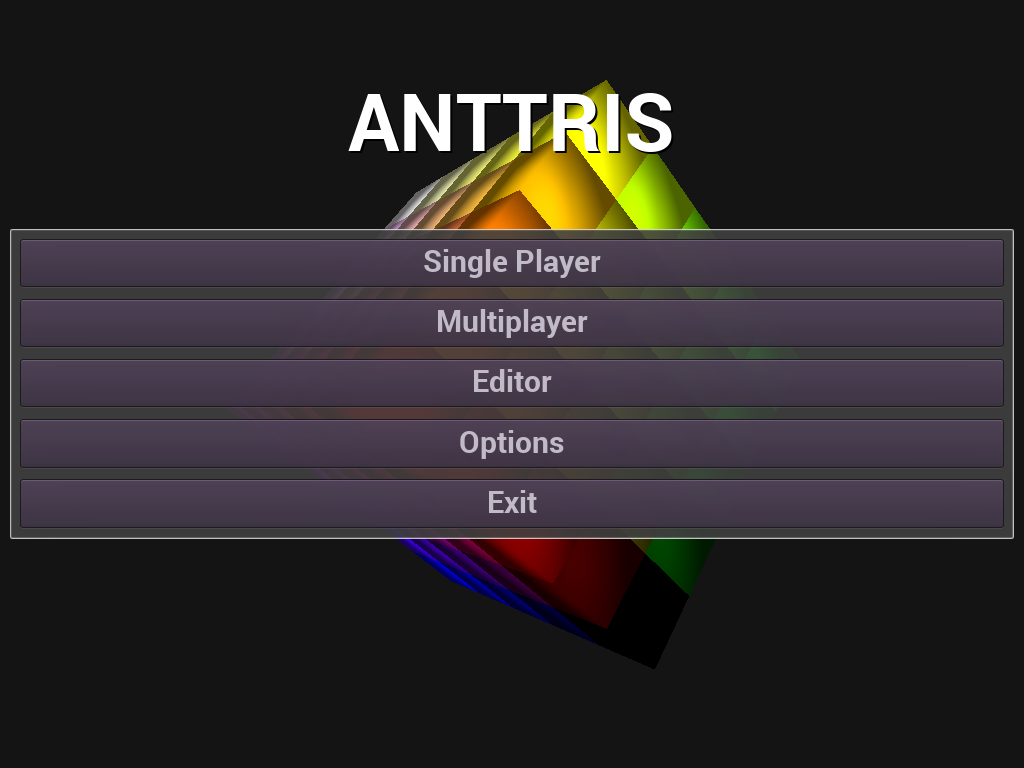 ANTTRIS
Single Player
Multiplayer
Editor
Options
Exit